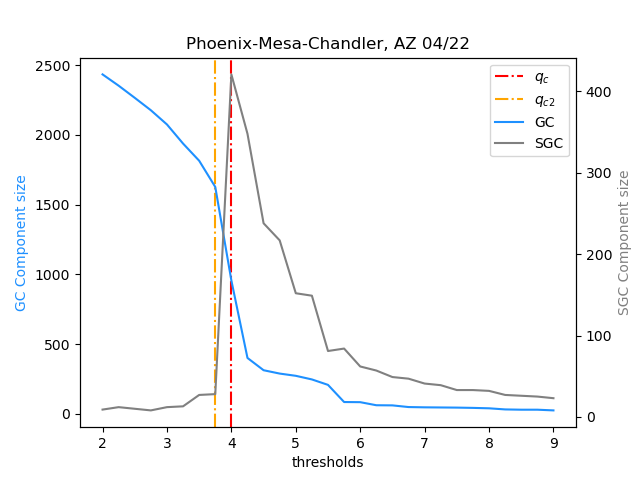 Phoenix-Mesa-Chandler, AZ 04/22
GC Component size
2500
2000
1500
1000
500
0
q_c
q_c2
GC
SGC
400
300
200
100
0
SGC Component size
2 3 4 5 6 7 8 9
thresholds